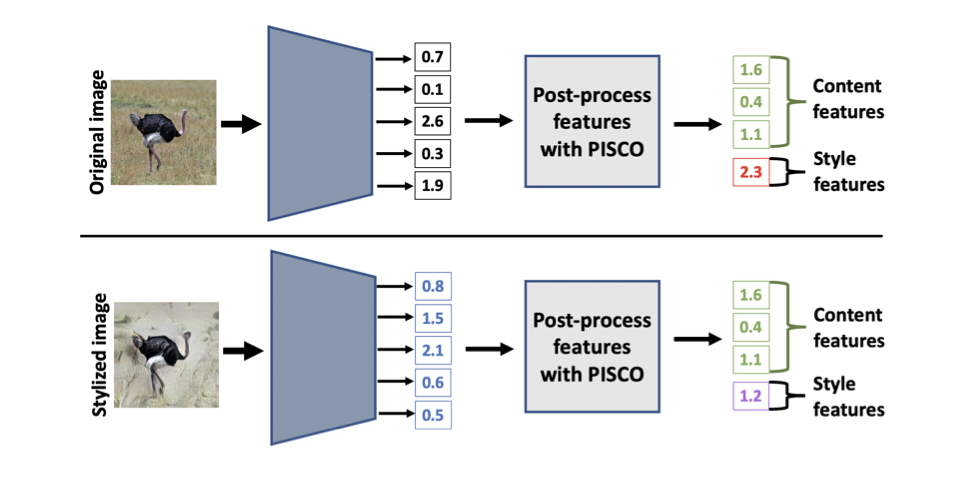 Original image
0.7
0.1
2.6
0.3
1.9
Post-process
features
with PISCO
1.6
0.4
1.1
2.3
Content
features
Style
features
Stylized image
0.8
1.5
2.1
0.6
0.5
Post-process
features
with PISCO
1.6
0.4
1.1
1.2
Content
features
Style
features